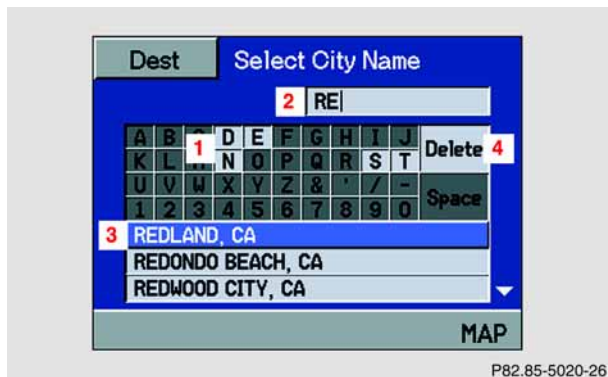 Dest Select City Name
2 RE
A B D E F G H I J Delete 4
1
K L N O P Q R S T
U V W X Y Z & ' / - Space
1 2 3 4 5 6 7 8 9 0
3 REDLAND, CA
REDONDO BEACH, CA
REDWOOD CITY, CA
MAP
P82.85-5020-26